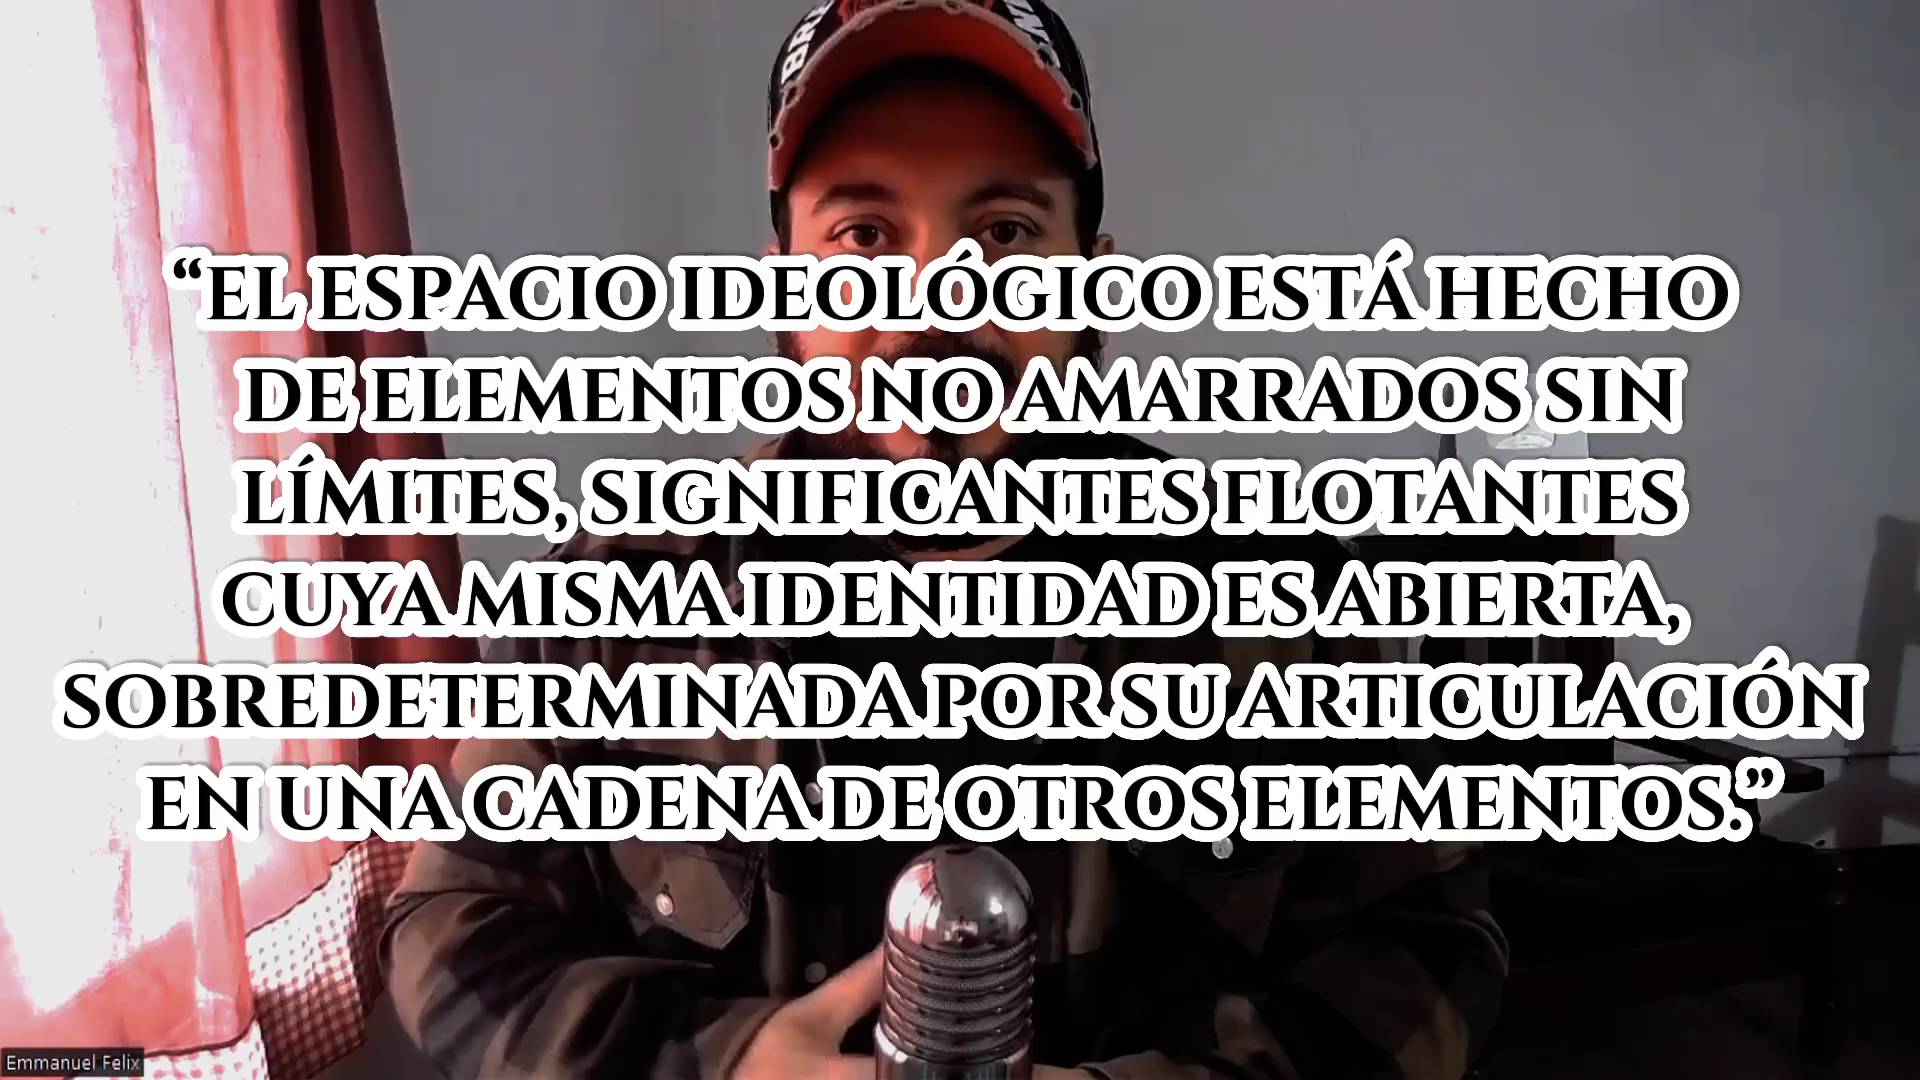 “EL ESPACIO IDEOLÓGICO ESTÁ HECHO
DE ELEMENTOS NO AMARRADOS SIN
LÍMITES, SIGNIFICANTES FLOTANTES
CUYA MISMA IDENTIDAD ES ABIERTA,
SOBREDETERMINADA POR SU ARTICULACIÓN
EN UNA CADENA DE OTROS ELEMENTOS.”
Emmanuel Felix